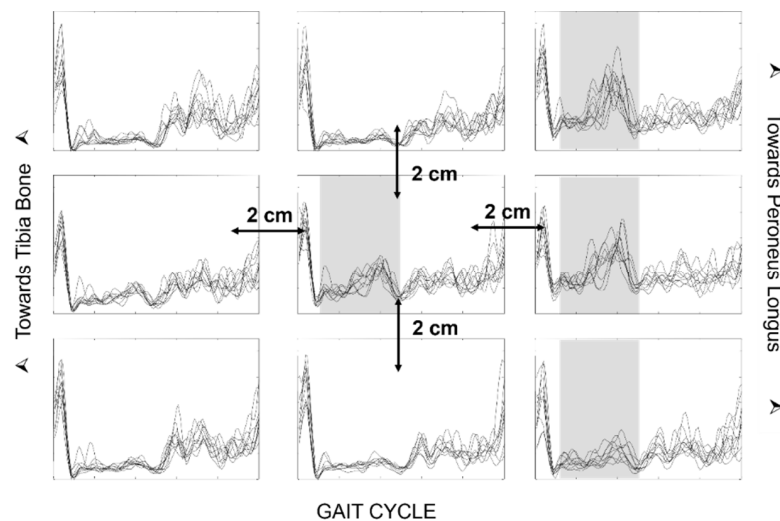 Towards Tibia Bone
2 cm
2 cm
2 cm
2 cm
Towards Peroneus Longus
GAIT CYCLE